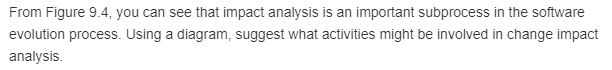 From Figure 9.4, you can see that impact analysis is an important subprocess in the software
evolution process. Using a diagram, suggest what activities might be involved in change impact
analysis.